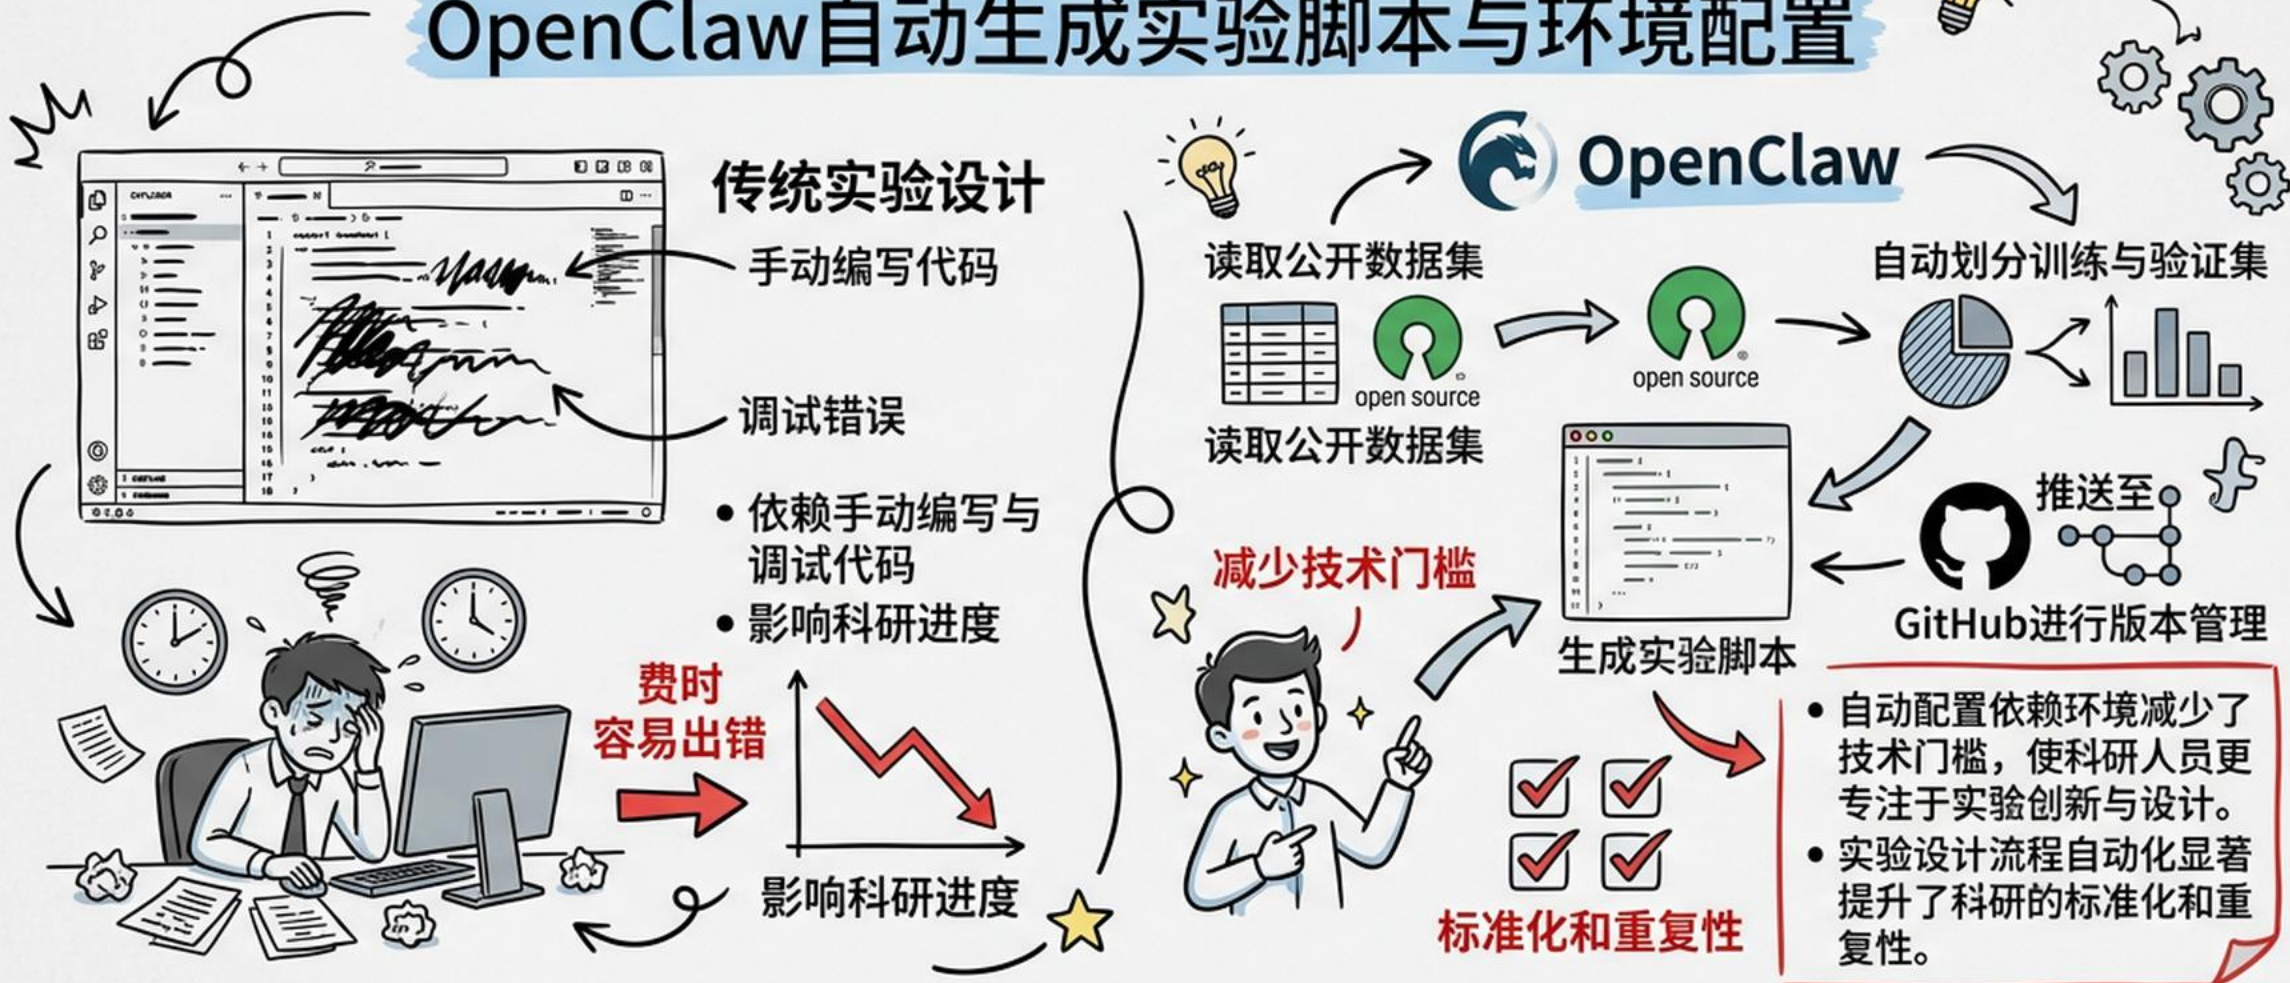 OpenClaw自动生成实验脚本与环境配置
传统实验设计
手动编写代码
调试错误
• 依赖手动编写与
调试代码
• 影响科研进度
费时
容易出错
影响科研进度
OpenClaw
读取公开数据集
open source
读取公开数据集
open source
自动划分训练与验证集
推送至
GitHub进行版本管理
生成实验脚本
减少技术门槛
标准化和重复性
• 自动配置依赖环境减少了
技术门槛，使科研人员更
专注于实验创新与设计。
• 实验设计流程自动化显著
提升了科研的标准化和重
复性。